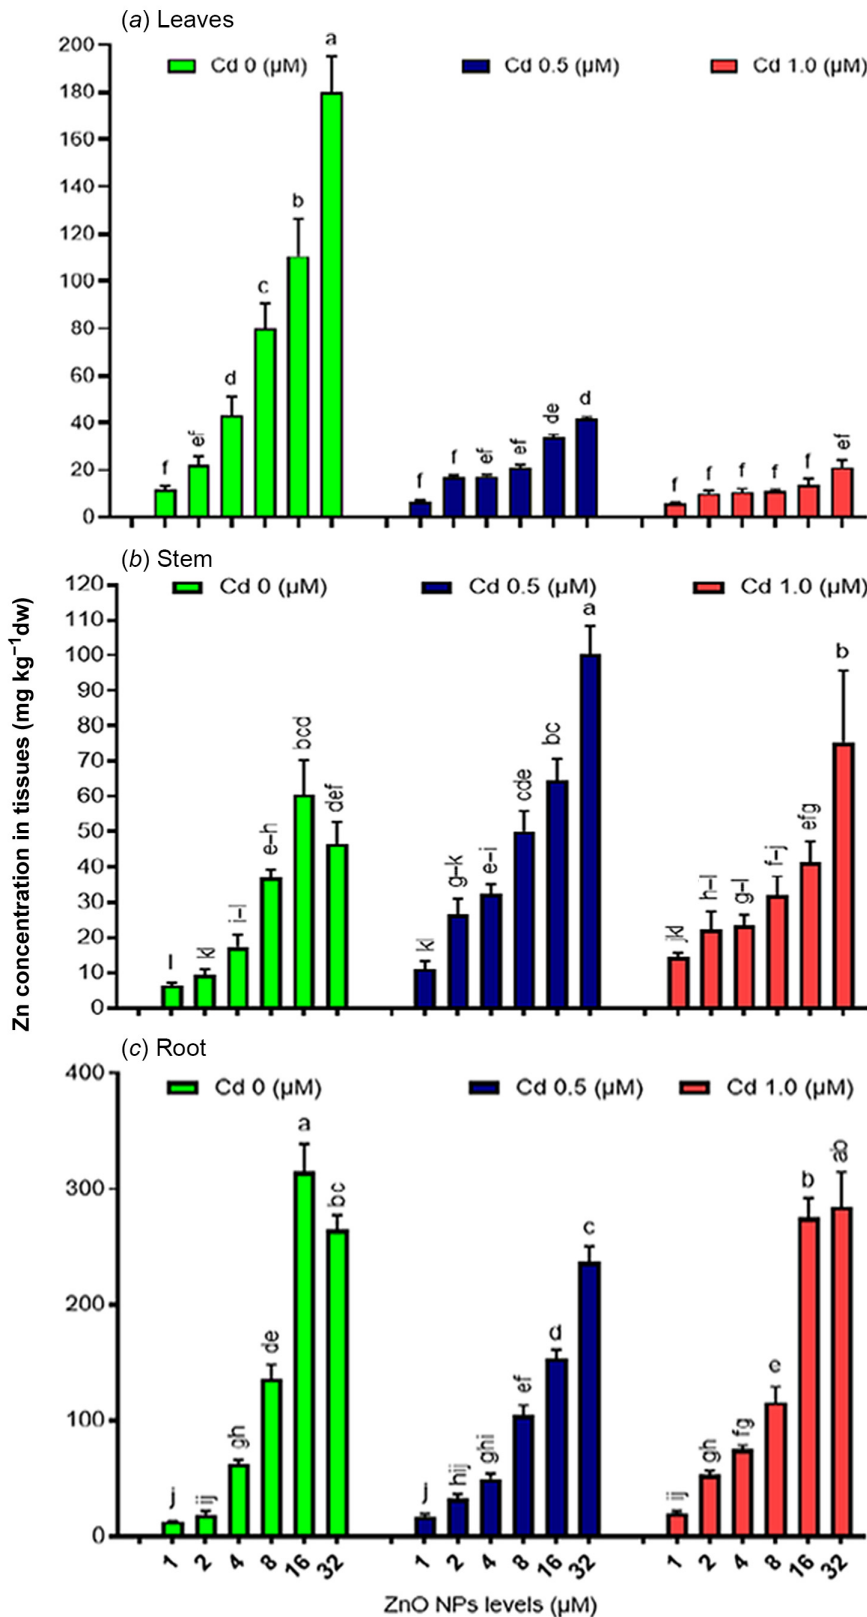 (a) Leaves
Cd 0 (µM) Cd 0.5 (µM) Cd 1.0 (µM)
200
180
160
140
120
100
80
60
40
20
0
f ef d c b a
f f ef ef de d
f f f f f ef
(b) Stem
Cd 0 (µM) Cd 0.5 (µM) Cd 1.0 (µM)
120
110
100
90
80
70
60
50
40
30
20
10
0
l kl i–l e–h bcd def
kl g–k e–i cde bc a
jkl h–l g–l f–j efg b
Zn concentration in tissues (mg kg⁻¹dw)
(c) Root
Cd 0 (µM) Cd 0.5 (µM) Cd 1.0 (µM)
400
300
200
100
0
j ij gh de a bc
j hij ghi ef d c
ij gh fg e b ab
1 2 4 8 16 32 1 2 4 8 16 32 1 2 4 8 16 32
ZnO NPs levels (µM)